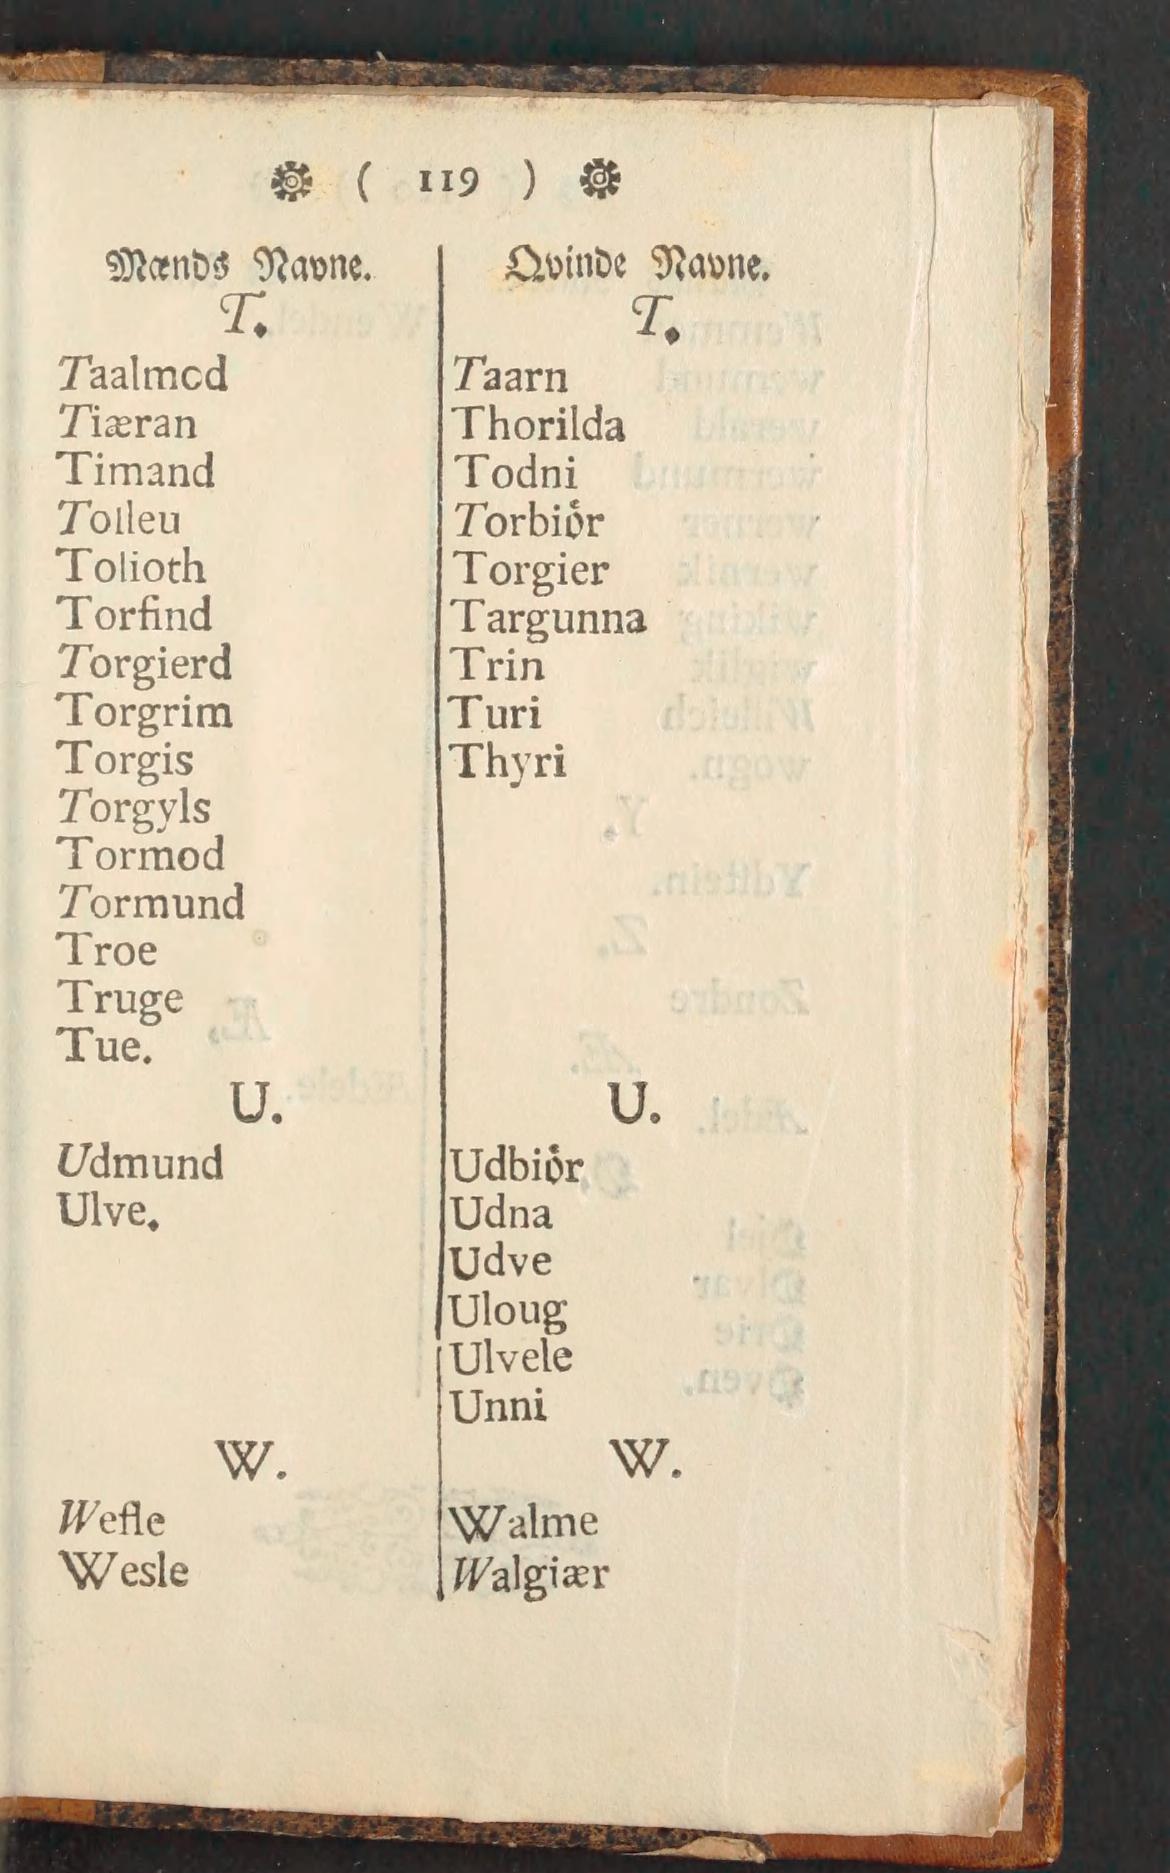 ( 119 )
Mænds Navne.
T.
Taalmod
Tiæran
Timand
Tolleu
Tolioth
Torfind
Torgierd
Torgrim
Torgis
Torgyls
Tormod
Tormund
Troe
Truge
Tue.
U.
Udmund
Ulve.
W.
Wefle
Wesle
Qvinde Navne.
T.
Taarn
Thorilda
Todni
Torbiór
Torgier
Targunna
Trin
Turi
Thyri
U.
Udbiór
Udna
Udve
Uloug
Ulvele
Unni
W.
Walme
Walgiær